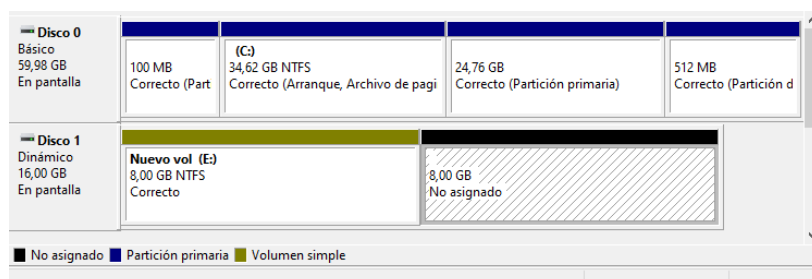 Disco 0
Básico
59,98 GB
En pantalla
100 MB
Correcto (Part
(C:)
34,62 GB NTFS
Correcto (Arranque, Archivo de pagi
24,76 GB
Correcto (Partición primaria)
512 MB
Correcto (Partición d
Disco 1
Dinámico
16,00 GB
En pantalla
Nuevo vol (E:)
8,00 GB NTFS
Correcto
8,00 GB
No asignado
No asignado Partición primaria Volumen simple